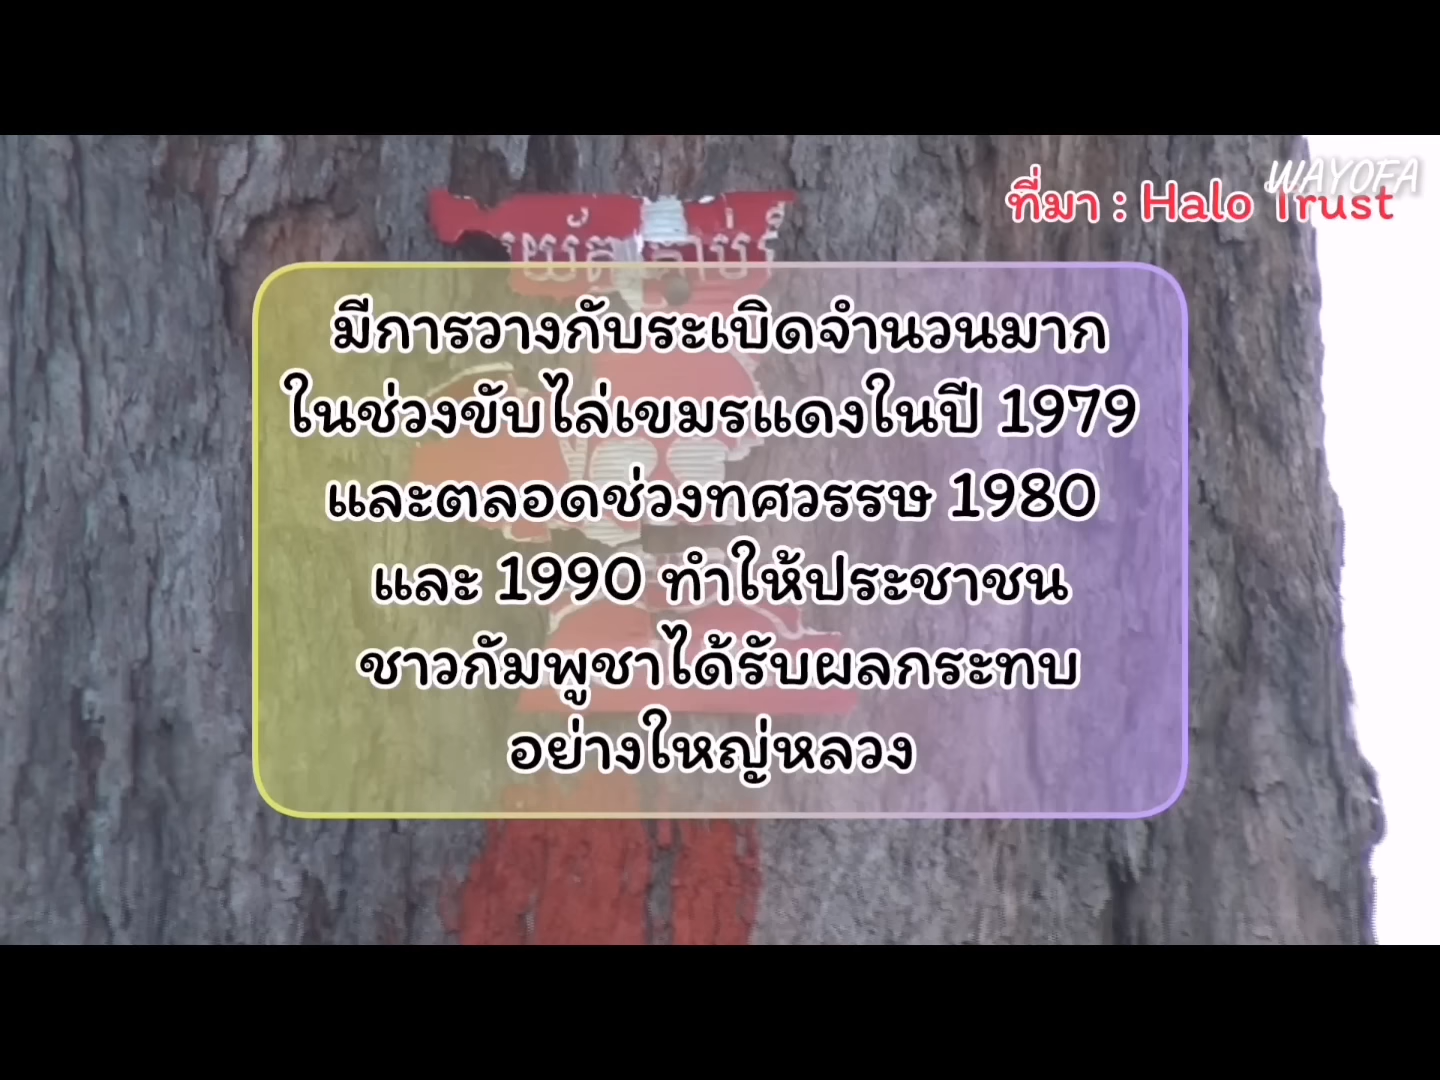 WAYOFA
ที่มา : Halo Trust
มีการวางกับระเบิดจำนวนมาก
ในช่วงขับไล่เขมรแดงในปี 1979
และตลอดช่วงทศวรรษ 1980
และ 1990 ทำให้ประชาชน
ชาวกัมพูชาได้รับผลกระทบ
อย่างใหญ่หลวง